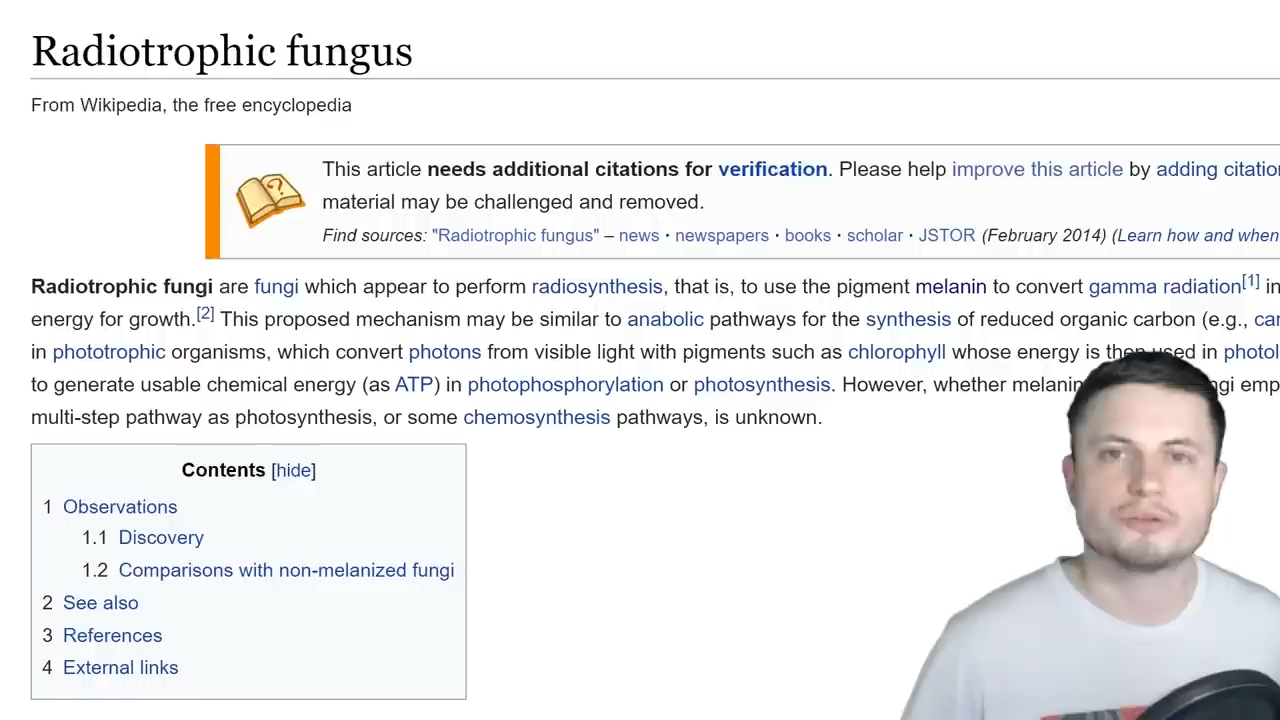 Radiotrophic fungus
From Wikipedia, the free encyclopedia
This article needs additional citations for verification. Please help improve this article by adding citatio
material may be challenged and removed.
Find sources: "Radiotrophic fungus" – news · newspapers · books · scholar · JSTOR (February 2014) (Learn how and when
Radiotrophic fungi are fungi which appear to perform radiosynthesis, that is, to use the pigment melanin to convert gamma radiation[1] in
energy for growth.[2] This proposed mechanism may be similar to anabolic pathways for the synthesis of reduced organic carbon (e.g., car
in phototrophic organisms, which convert photons from visible light with pigments such as chlorophyll whose energy is then used in photol
to generate usable chemical energy (as ATP) in photophosphorylation or photosynthesis. However, whether melanin ngi emp
multi-step pathway as photosynthesis, or some chemosynthesis pathways, is unknown.
Contents [hide]
1 Observations
1.1 Discovery
1.2 Comparisons with non-melanized fungi
2 See also
3 References
4 External links